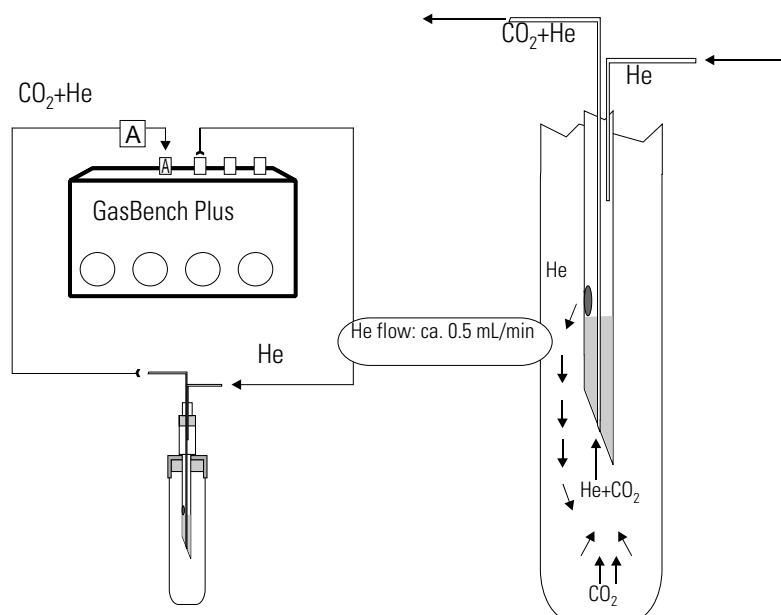 CO₂+He
A
A
GasBench Plus
He
He flow: ca. 0.5 mL/min
CO₂+He
He
He
He+CO₂
CO₂